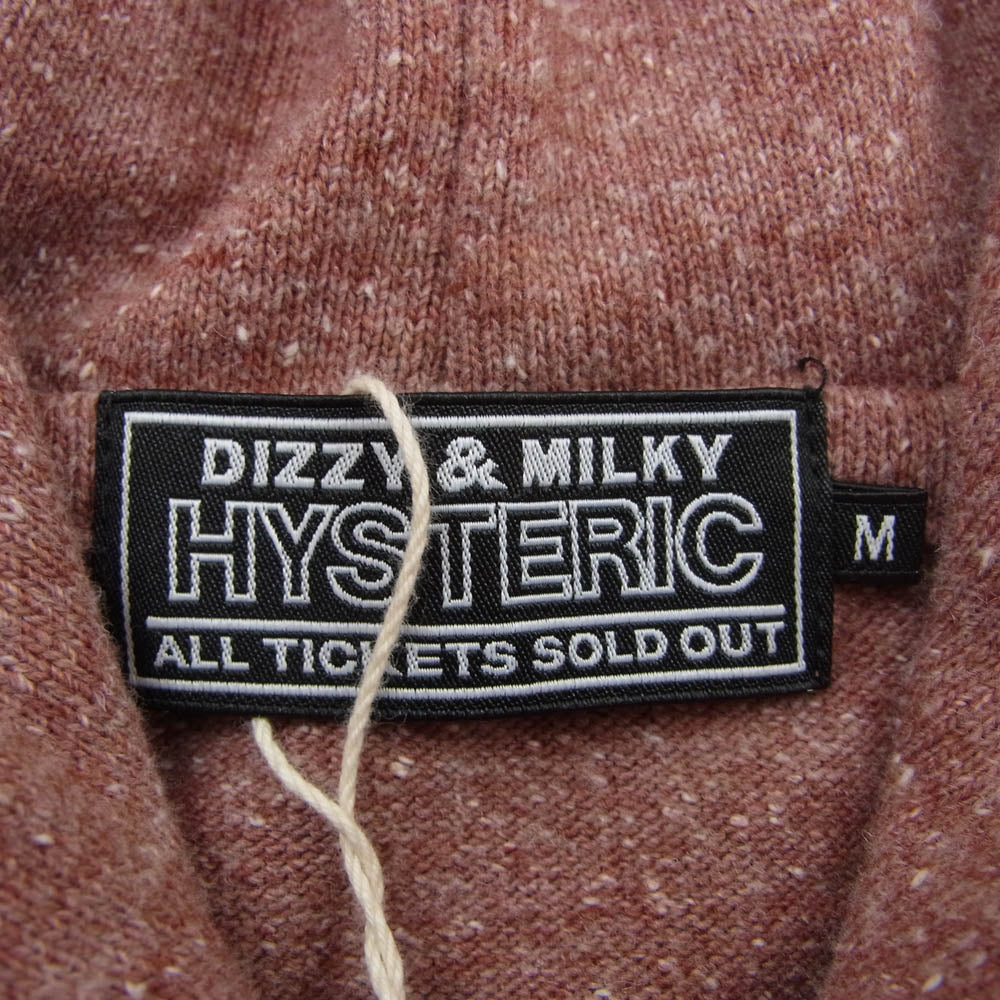 DIZZY & MILKY
HYSTERIC
ALL TICKETS SOLD OUT
M